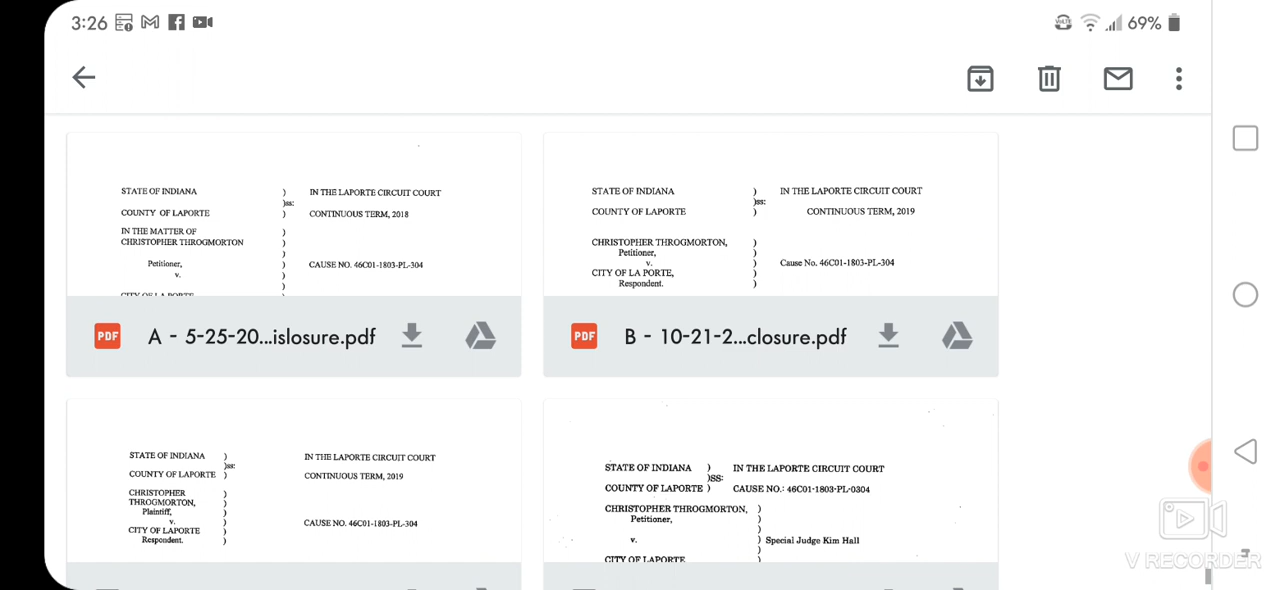 3:26
69%
STATE OF INDIANA ) IN THE LAPORTE CIRCUIT COURT
)ss:
COUNTY OF LAPORTE ) CONTINUOUS TERM, 2018
IN THE MATTER OF )
CHRISTOPHER THROGMORTON )
)
Petitioner, ) CAUSE NO. 46C01-1803-PL-304
v. )
)
CITY OF LA PORTE )
PDF A - 5-25-20...islosure.pdf
STATE OF INDIANA ) IN THE LAPORTE CIRCUIT COURT
)ss:
COUNTY OF LAPORTE ) CONTINUOUS TERM, 2019
CHRISTOPHER THROGMORTON, )
Petitioner, )
v. ) Cause No. 46C01-1803-PL-304
CITY OF LA PORTE, )
Respondent. )
PDF B - 10-21-2...closure.pdf
STATE OF INDIANA ) IN THE LAPORTE CIRCUIT COURT
)ss:
COUNTY OF LAPORTE ) CONTINUOUS TERM, 2019
CHRISTOPHER )
THROGMORTON, )
Plaintiff, )
v. ) CAUSE NO. 46C01-1803-PL-304
CITY OF LAPORTE )
Respondent. )
STATE OF INDIANA ) IN THE LAPORTE CIRCUIT COURT
)SS:
COUNTY OF LAPORTE ) CAUSE NO.: 46C01-1803-PL-0304
CHRISTOPHER THROGMORTON, )
Petitioner, )
)
v. ) Special Judge Kim Hall
)
CITY OF LAPORTE )
V RECORDER